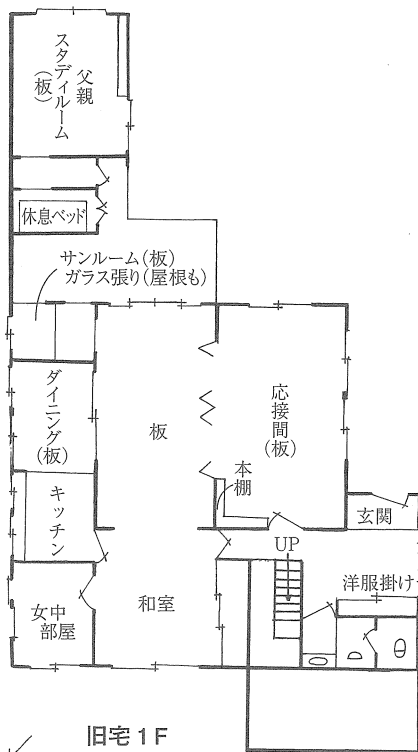 父親
スタディルーム
(板)
休息ベッド
サンルーム(板)
ガラス張り(屋根も)
ダイニング
(板)
板
応接間
(板)
本棚
キッチン
玄関
UP
洋服掛け
女中
部屋
和室
旧宅1F